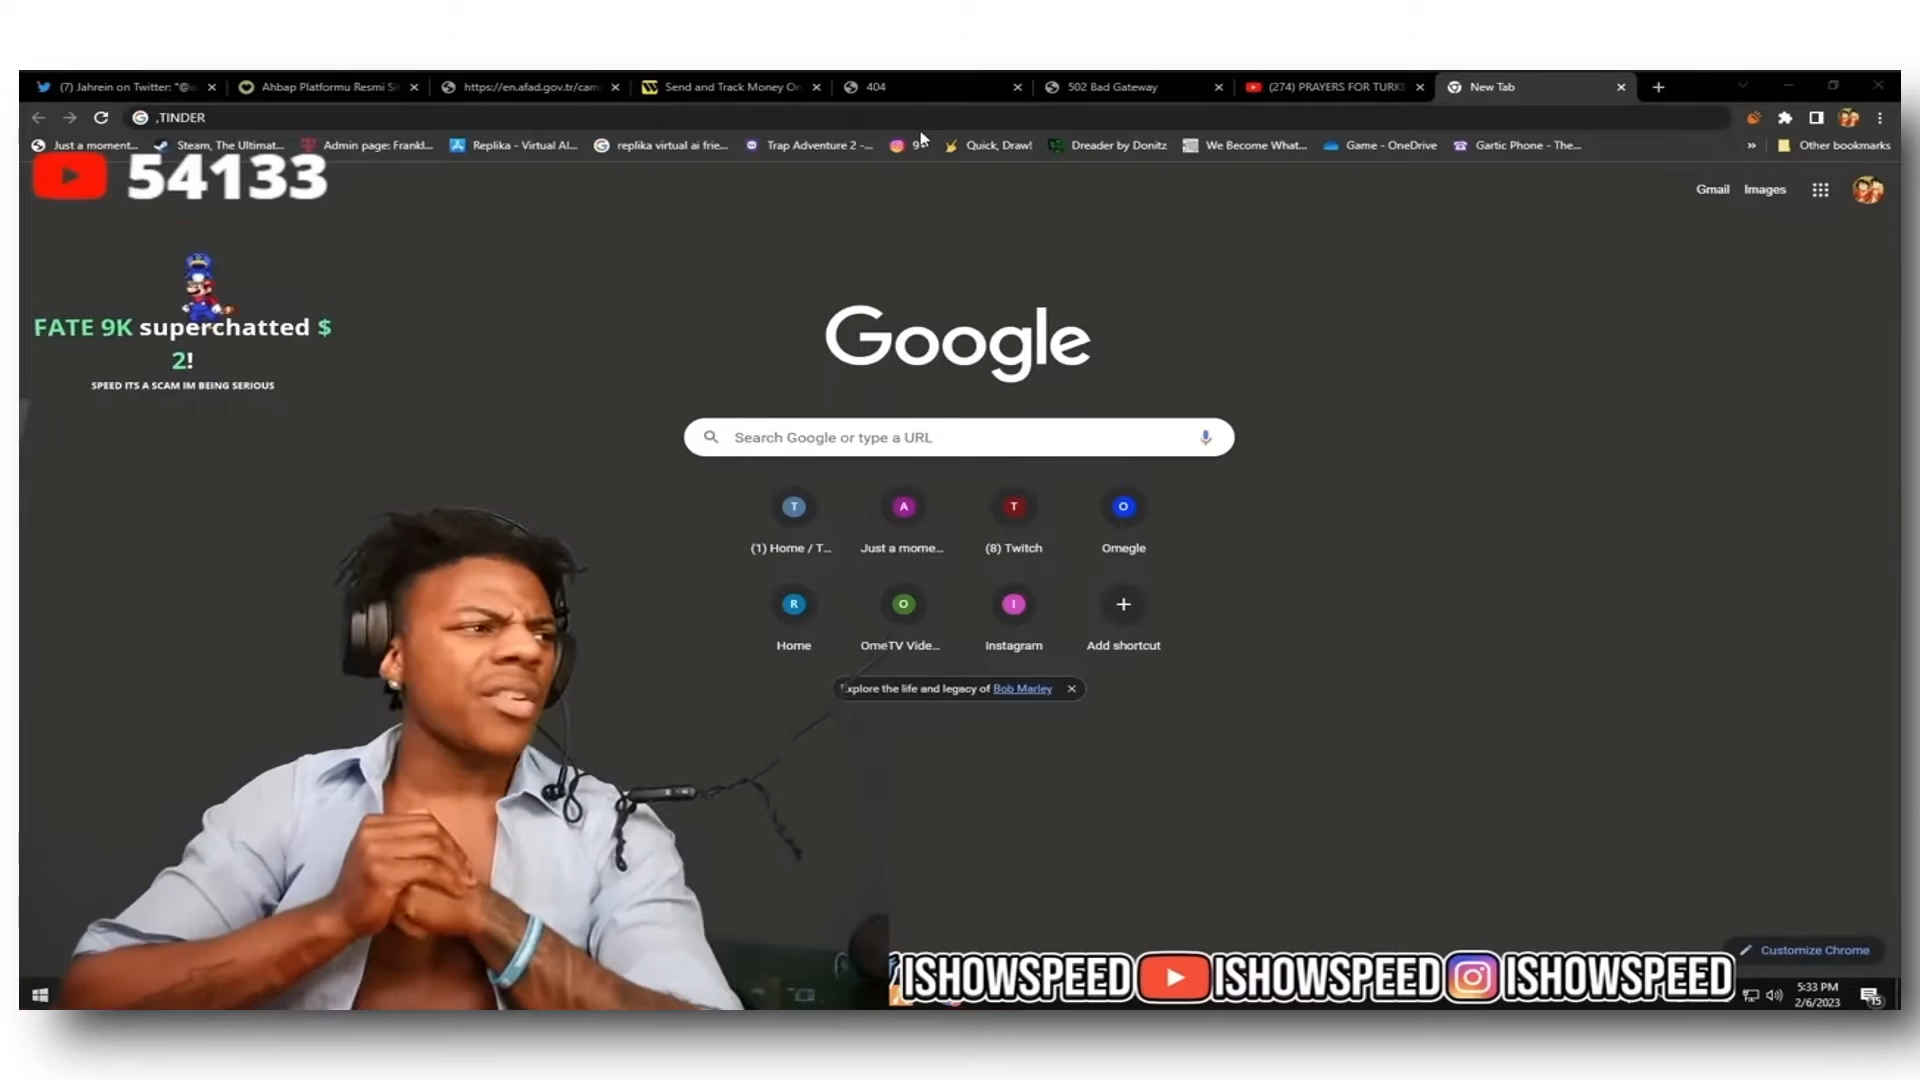 (7) Jahrein on Twitter: "@is
Ahbap Platformu Resmi Si
https://en.afad.gov.tr/cam
Send and Track Money On
404
502 Bad Gateway
(274) PRAYERS FOR TURKE
New Tab
,TINDER
Just a moment...
Steam, The Ultimat...
Admin page: Frankl...
Replika - Virtual AI...
replika virtual ai frie...
Trap Adventure 2 -...
Quick, Draw!
Dreader by Donitz
We Become What...
Game - OneDrive
Gartic Phone - The...
»
Other bookmarks
54133
Gmail
Images
FATE 9K superchatted $
2!
SPEED ITS A SCAM IM BEING SERIOUS
Google
Search Google or type a URL
T
A
T
O
(1) Home / T...
Just a mome...
(8) Twitch
Omegle
R
O
I
Home
OmeTV Vide...
Instagram
Add shortcut
Explore the life and legacy of Bob Marley
Customize Chrome
ISHOWSPEED ISHOWSPEED ISHOWSPEED
5:33 PM
2/6/2023
15